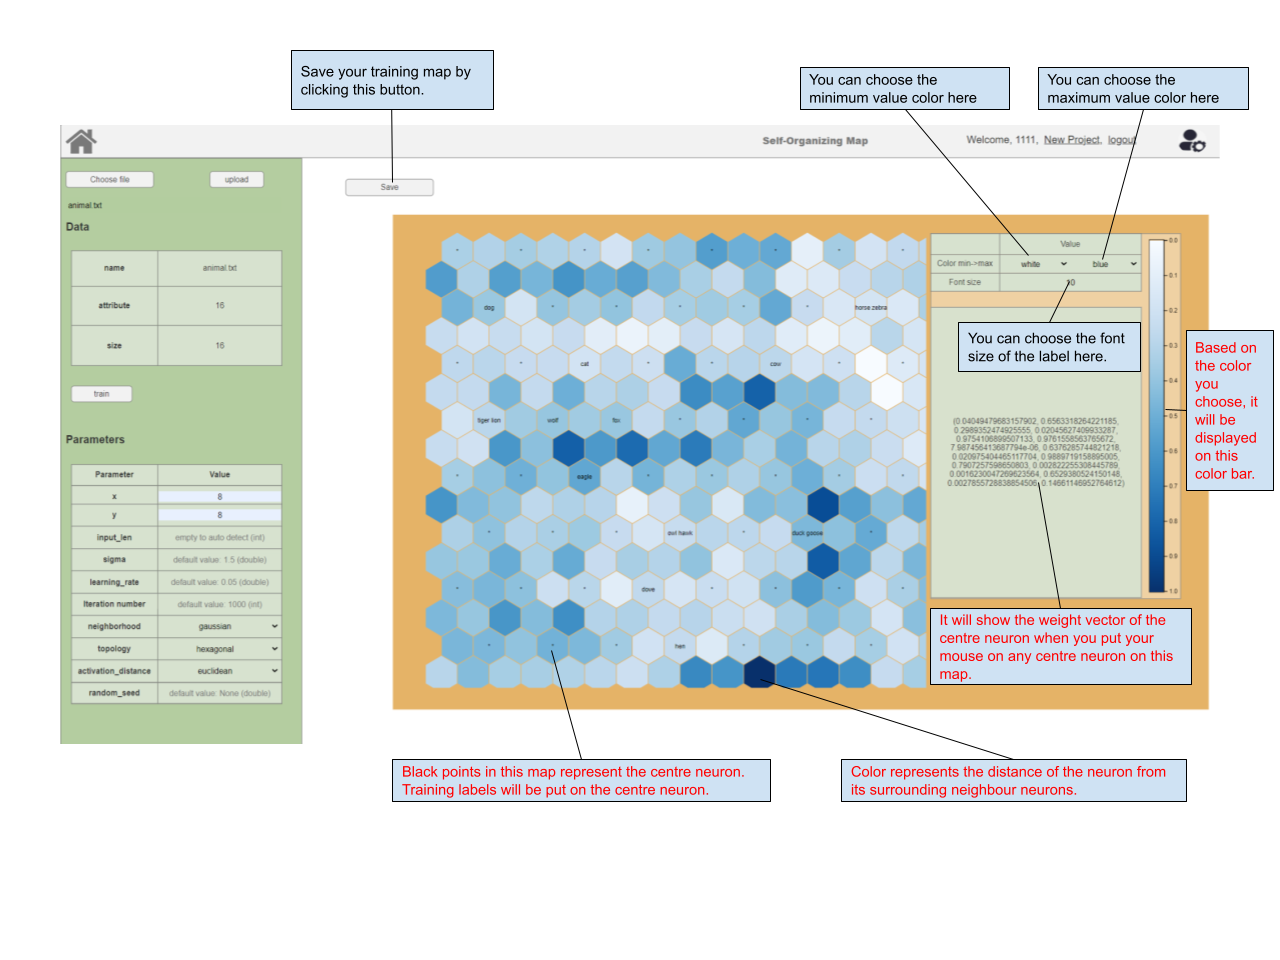 Save your training map by
clicking this button.
You can choose the
minimum value color here
You can choose the
maximum value color here
Self-Organizing Map
Welcome, 1111, New Project, logout
Choose file
upload
Save
animal.txt
Data
name animal.txt
attribute 16
size 16
train
Parameters
Parameter Value
x 8
y 8
input_len empty to auto detect (int)
sigma default value: 1.5 (double)
learning_rate default value: 0.05 (double)
Iteration number default value: 1000 (int)
neighborhood gaussian
topology hexagonal
activation_distance euclidean
random_seed default value: None (double)
dog
horse zebra
cat
cow
tiger lion
wolf
fox
eagle
owl hawk
duck goose
dove
hen
Value
Color min->max white blue
Font size 10
You can choose the font
size of the label here.
(0.04049479683157902, 0.6563318264221185,
0.2989352474925555, 0.02045627409933287,
0.9754106899507133, 0.9761558563765672,
7.987456413687794e-06, 0.6376285744821218,
0.020975404465117704, 0.9889719158895005,
0.7907257598650803, 0.002822255308445789,
0.0016230047269623564, 0.6529380524150148,
0.0027855728838854506, 0.14661146952764612)
0.0
0.1
0.2
0.3
0.4
0.5
0.6
0.7
0.8
0.9
1.0
Based on
the color
you
choose, it
will be
displayed
on this
color bar.
It will show the weight vector of the
centre neuron when you put your
mouse on any centre neuron on this
map.
Black points in this map represent the centre neuron.
Training labels will be put on the centre neuron.
Color represents the distance of the neuron from
its surrounding neighbour neurons.